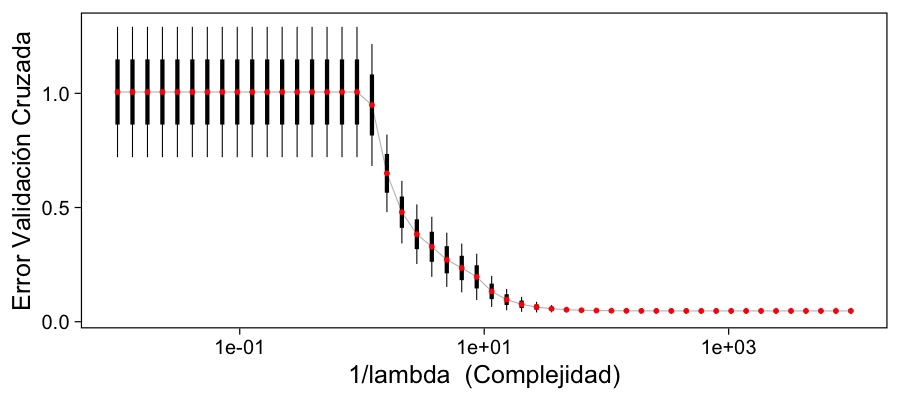 Error Validación Cruzada
1.0
0.5
0.0
1e-01
1e+01
1e+03
1/lambda (Complejidad)